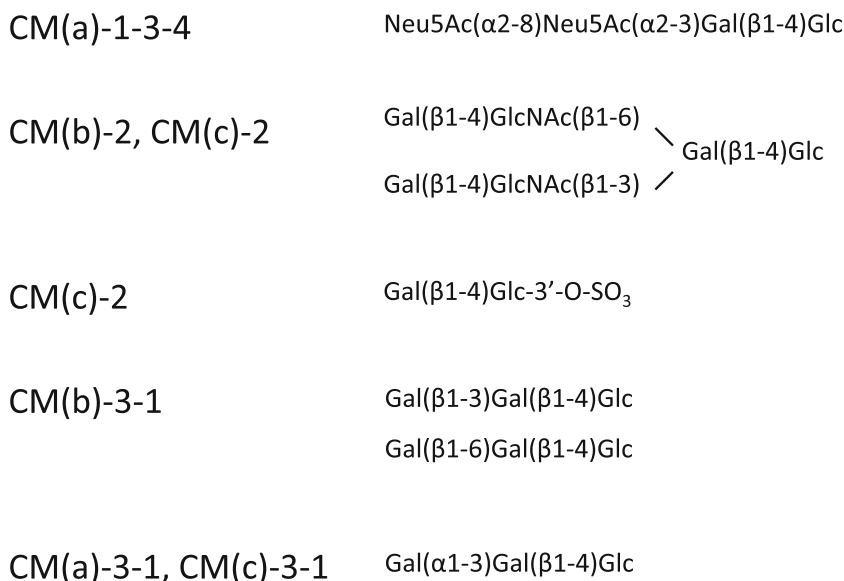 CM(a)-1-3-4 Neu5Ac(α2-8)Neu5Ac(α2-3)Gal(β1-4)Glc
Gal(β1-4)GlcNAc(β1-6)
CM(b)-2, CM(c)-2
Gal(β1-4)Glc
Gal(β1-4)GlcNAc(β1-3)
CM(c)-2 Gal(β1-4)Glc-3’-O-SO₃
CM(b)-3-1 Gal(β1-3)Gal(β1-4)Glc
Gal(β1-6)Gal(β1-4)Glc
CM(a)-3-1, CM(c)-3-1 Gal(α1-3)Gal(β1-4)Glc